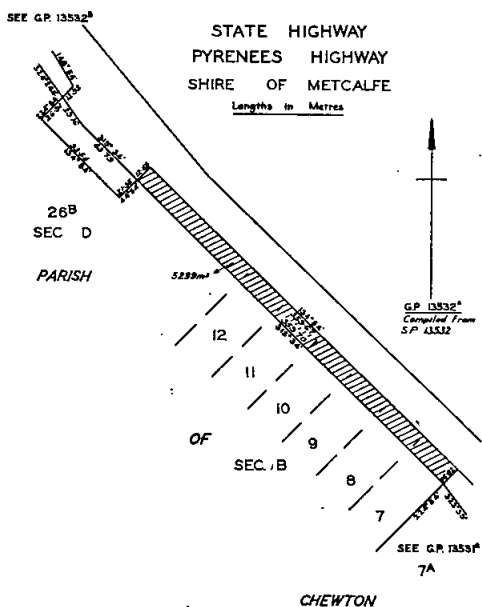 SEE G.P. 13532ᴮ
STATE HIGHWAY
PYRENEES HIGHWAY
SHIRE OF METCALFE
Lengths in Metres
26ᴮ
SEC D
PARISH
5299m²
G.P. 13532ᴬ
Compiled From
S.P. 13532
12
11
10
9
8
7
OF
SEC. B
SEE G.P. 13531ᴮ
7ᴬ
CHEWTON